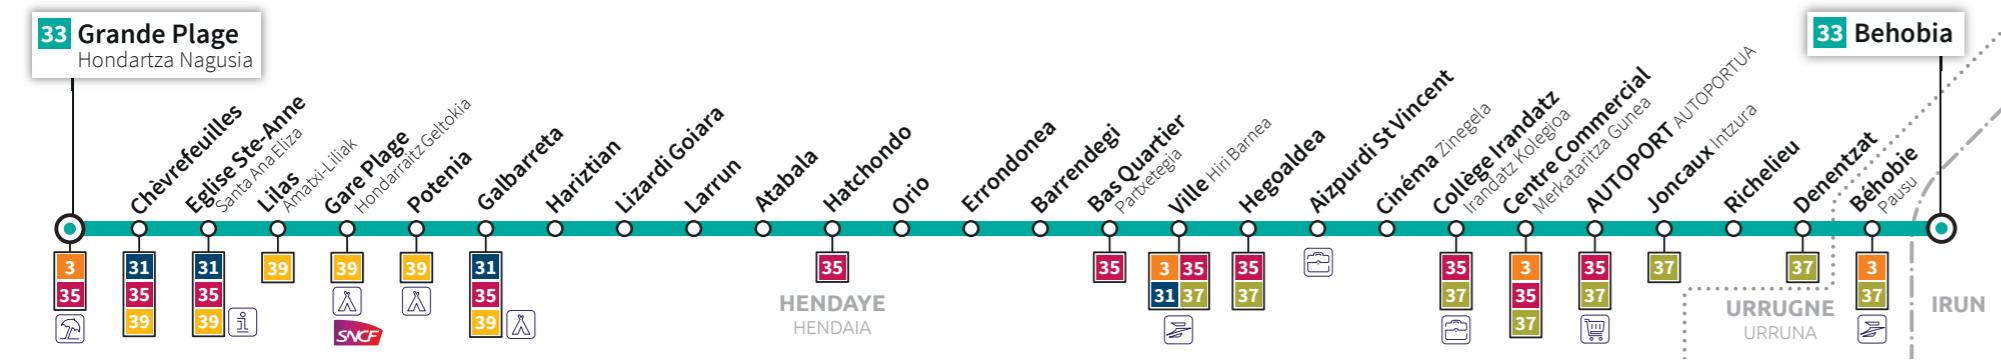 33 Grande Plage
Hondartza Nagusia
33 Behobia
Chèvrefeuilles
Eglise Ste-Anne
Santa Ana Eliza
Lilas
Amatxi-Liliak
Gare Plage
Hondarraitz Geltokia
Potenia
Galbarreta
Hariztian
Lizardi Goiara
Larrun
Atabala
Hatchondo
Orio
Errondonea
Barrendegi
Bas Quartier
Partxetegia
Ville Hiri Barnea
Hegoaldea
Aizpurdi St Vincent
Cinéma Zinegela
Collège Irandatz
Irandatz Kolegioa
Centre Commercial
Merkataritza Gunea
AUTOPORT AUTOPORTUA
Joncaux Intzura
Richelieu
Denentzat
Béhobie
Pausu
3
35
31
35
39
31
35
39
39
39
SNCF
39
31
35
39
35
35
3 35
31 37
35
37
35
37
3
35
37
35
37
37
37
3
37
HENDAYE
HENDAIA
URRUGNE
URRUNA
IRUN